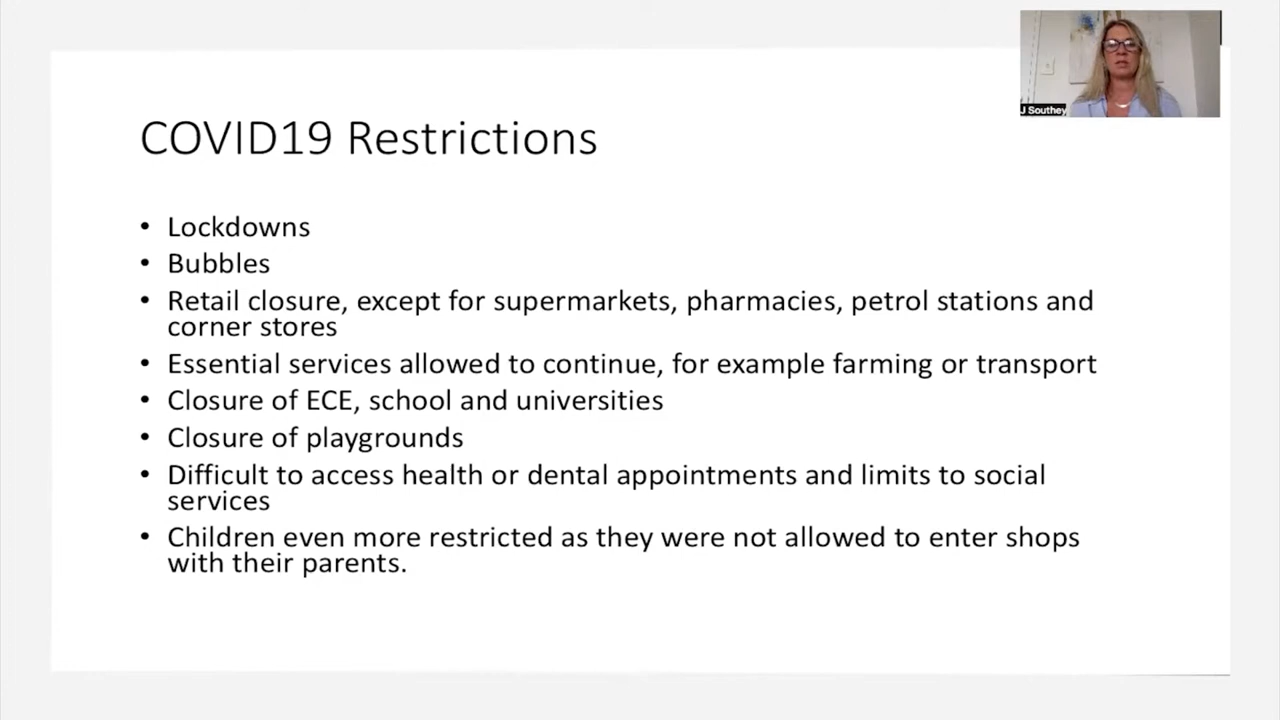 J Southey
COVID19 Restrictions
• Lockdowns
• Bubbles
• Retail closure, except for supermarkets, pharmacies, petrol stations and
corner stores
• Essential services allowed to continue, for example farming or transport
• Closure of ECE, school and universities
• Closure of playgrounds
• Difficult to access health or dental appointments and limits to social
services
• Children even more restricted as they were not allowed to enter shops
with their parents.